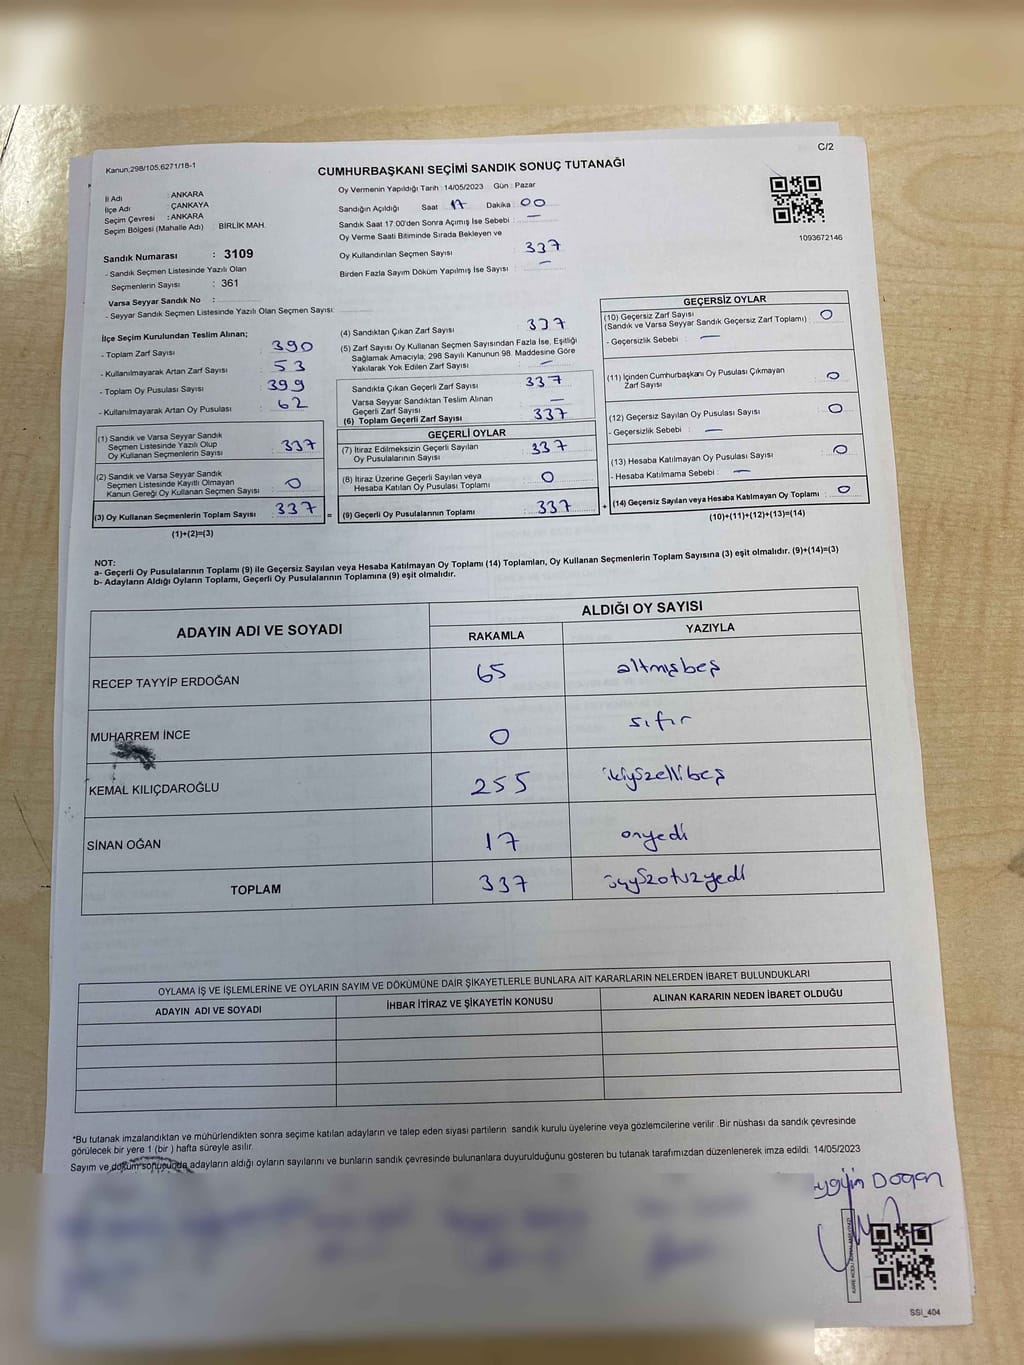 Kanun;298/105,6271/18-1
C/2
CUMHURBAŞKANI SEÇİMİ SANDIK SONUÇ TUTANAĞI
İl Adı : ANKARA
İlçe Adı : ÇANKAYA
Seçim Çevresi : ANKARA
Seçim Bölgesi (Mahalle Adı) : BİRLİK MAH.
Oy Vermenin Yapıldığı Tarih : 14/05/2023 Gün : Pazar
Sandığın Açıldığı Saat 17 Dakika 00
Sandık Saat 17:00'den Sonra Açımış İse Sebebi : —
Oy Verme Saati Bitiminde Sırada Bekleyen ve
Oy Kullandırılan Seçmen Sayısı : 337
Birden Fazla Sayım Döküm Yapılmış İse Sayısı : —
1093672146
Sandık Numarası : 3109
- Sandık Seçmen Listesinde Yazılı Olan
Seçmenlerin Sayısı : 361
Varsa Seyyar Sandık No :
- Seyyar Sandık Seçmen Listesinde Yazılı Olan Seçmen Sayısı:
İlçe Seçim Kurulundan Teslim Alınan;
- Toplam Zarf Sayısı : 390
- Kullanılmayarak Artan Zarf Sayısı : 53
- Toplam Oy Pusulası Sayısı : 399
- Kullanılmayarak Artan Oy Pusulası : 62
(1) Sandık ve Varsa Seyyar Sandık
Seçmen Listesinde Yazılı Olup
Oy Kullanan Seçmenlerin Sayısı : 337
(2) Sandık ve Varsa Seyyar Sandık
Seçmen Listesinde Kayıtlı Olmayan
Kanun Gereği Oy Kullanan Seçmen Sayısı : 0
(3) Oy Kullanan Seçmenlerin Toplam Sayısı : 337
(1)+(2)=(3)
(4) Sandıktan Çıkan Zarf Sayısı : 337
(5) Zarf Sayısı Oy Kullanan Seçmen Sayısından Fazla İse, Eşitliği
Sağlamak Amacıyla, 298 Sayılı Kanunun 98. Maddesine Göre
Yakılarak Yok Edilen Zarf Sayısı : —
Sandıkta Çıkan Geçerli Zarf Sayısı : 337
Varsa Seyyar Sandıktan Teslim Alınan
Geçerli Zarf Sayısı : —
(6) Toplam Geçerli Zarf Sayısı : 337
GEÇERLİ OYLAR
(7) İtiraz Edilmeksizin Geçerli Sayılan
Oy Pusulalarının Sayısı : 337
(8) İtiraz Üzerine Geçerli Sayılan veya
Hesaba Katılan Oy Pusulası Toplamı : 0
= (9) Geçerli Oy Pusulalarının Toplamı : 337
GEÇERSİZ OYLAR
(10) Geçersiz Zarf Sayısı
(Sandık ve Varsa Seyyar Sandık Geçersiz Zarf Toplamı) : 0
- Geçersizlik Sebebi : —
(11) İçinden Cumhurbaşkanı Oy Pusulası Çıkmayan
Zarf Sayısı : 0
(12) Geçersiz Sayılan Oy Pusulası Sayısı : 0
- Geçersizlik Sebebi : —
(13) Hesaba Katılmayan Oy Pusulası Sayısı : 0
- Hesaba Katılmama Sebebi : —
+ (14) Geçersiz Sayılan veya Hesaba Katılmayan Oy Toplamı : 0
(10)+(11)+(12)+(13)=(14)
NOT:
a- Geçerli Oy Pusulalarının Toplamı (9) ile Geçersiz Sayılan veya Hesaba Katılmayan Oy Toplamı (14) Toplamları, Oy Kullanan Seçmenlerin Toplam Sayısına (3) eşit olmalıdır. (9)+(14)=(3)
b- Adayların Aldığı Oyların Toplamı, Geçerli Oy Pusulalarının Toplamına (9) eşit olmalıdır.
ADAYIN ADI VE SOYADI
ALDIĞI OY SAYISI
RAKAMLA YAZIYLA
RECEP TAYYİP ERDOĞAN 65 altmışbeş
MUHARREM İNCE 0 sıfır
KEMAL KILIÇDAROĞLU 255 ikiyüzellibeş
SİNAN OĞAN 17 onyedi
TOPLAM 337 üçyüzotuzyedi
OYLAMA İŞ VE İŞLEMLERİNE VE OYLARIN SAYIM VE DÖKÜMÜNE DAİR ŞİKAYETLERLE BUNLARA AİT KARARLARIN NELERDEN İBARET BULUNDUKLARI
ADAYIN ADI VE SOYADI İHBAR İTİRAZ VE ŞİKAYETİN KONUSU ALINAN KARARIN NEDEN İBARET OLDUĞU
*Bu tutanak imzalandıktan ve mühürlendikten sonra seçime katılan adayların ve talep eden siyasi partilerin sandık kurulu üyelerine veya gözlemcilerine verilir. Bir nüshası da sandık çevresinde
görülecek bir yere 1 (bir ) hafta süreyle asılır.
Sayım ve döküm sonucunda adayların aldığı oyların sayılarını ve bunların sandık çevresinde bulunanlara duyurulduğunu gösteren bu tutanak tarafımızdan düzenlenerek imza edildi. 14/05/2023
Dogan
SSI_404